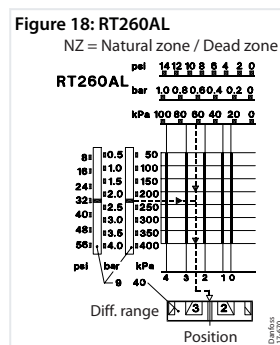 Figure 18: RT260AL
NZ = Natural zone / Dead zone
psi 14 12 10 8 6 4 2 0
RT260AL
bar 1.0 0.8 0.6 0.4 0.2 0
kPa 100 80 60 40 20 0
8 0.5 50
16 1.0 100
1.5 150
24 2.0 200
32 2.5 250
40 3.0 300
48 3.5 350
56 4.0 400
psi bar kPa
4 3 2 1 0
9 40
Diff. range 3 2
Position
Danfoss